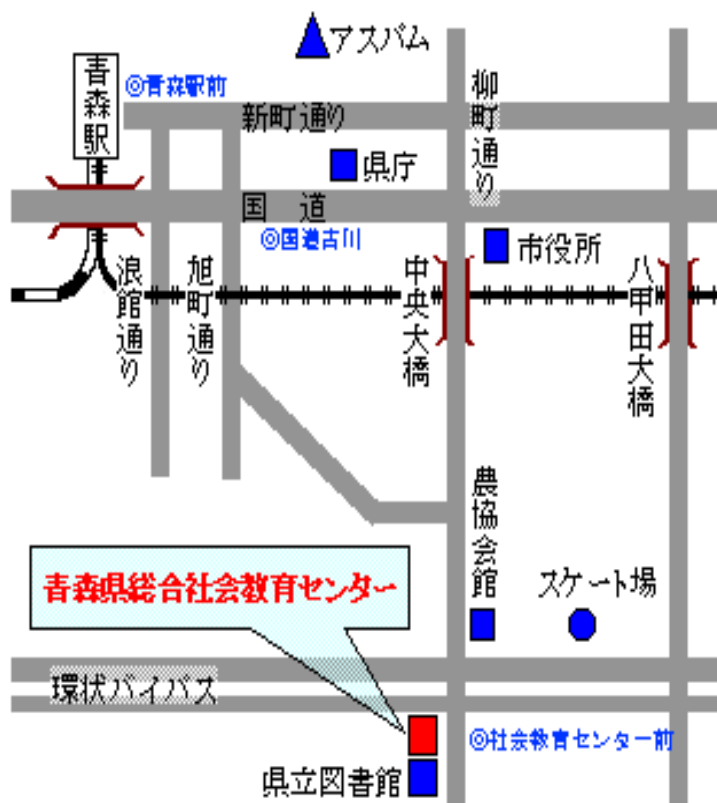 アスパム
青森駅
◎青森駅前
新町通り
柳町通り
県庁
国道
◎国道古川
市役所
浪館通り
旭町通り
中央大橋
八甲田大橋
農協会館
スケート場
青森県総合社会教育センター
環状バイパス
◎社会教育センター前
県立図書館